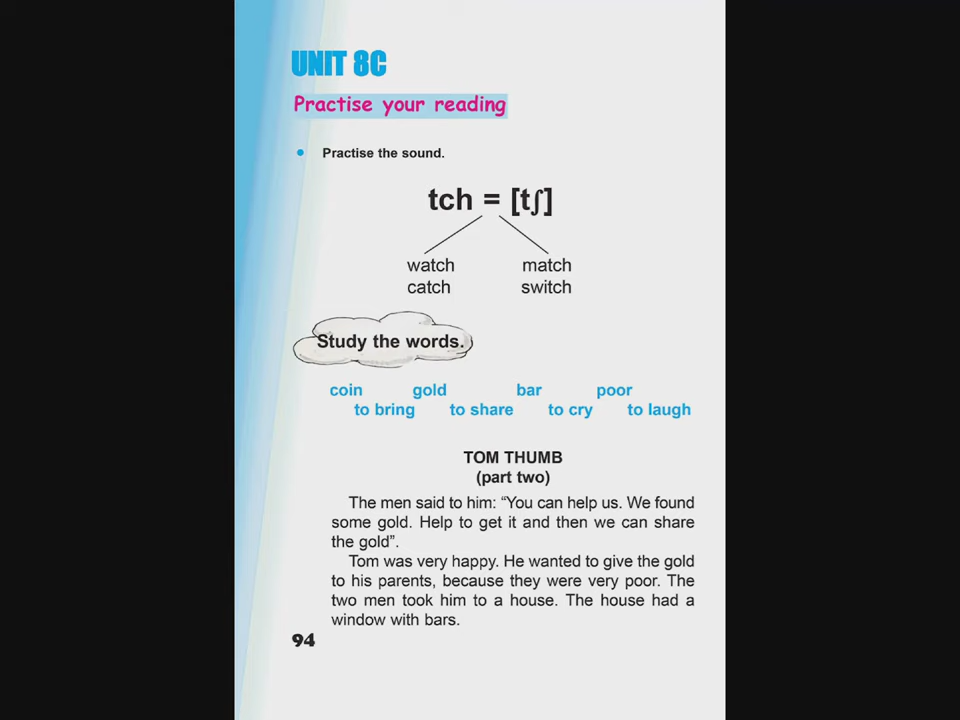 UNIT 8C
Practise your reading
• Practise the sound.
tch = [tʃ]
watch match
catch switch
Study the words.
coin gold bar poor
to bring to share to cry to laugh
TOM THUMB
(part two)
The men said to him: “You can help us. We found
some gold. Help to get it and then we can share
the gold”.
Tom was very happy. He wanted to give the gold
to his parents, because they were very poor. The
two men took him to a house. The house had a
window with bars.
94